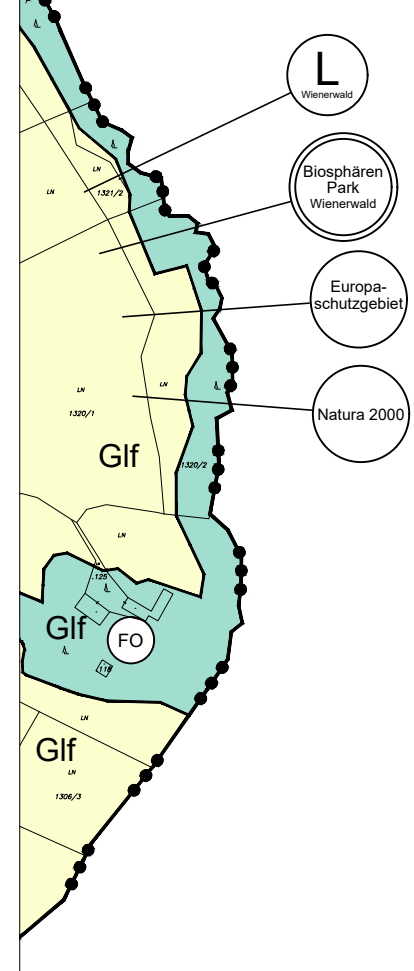 L
Wienerwald
LN
LN
1321/2
Biosphären
Park
Wienerwald
Europa-
schutzgebiet
LN
LN
1320/1
Natura 2000
Glf
1320/2
LN
.125
Glf
FO
.118
LN
Glf
LN
1306/3